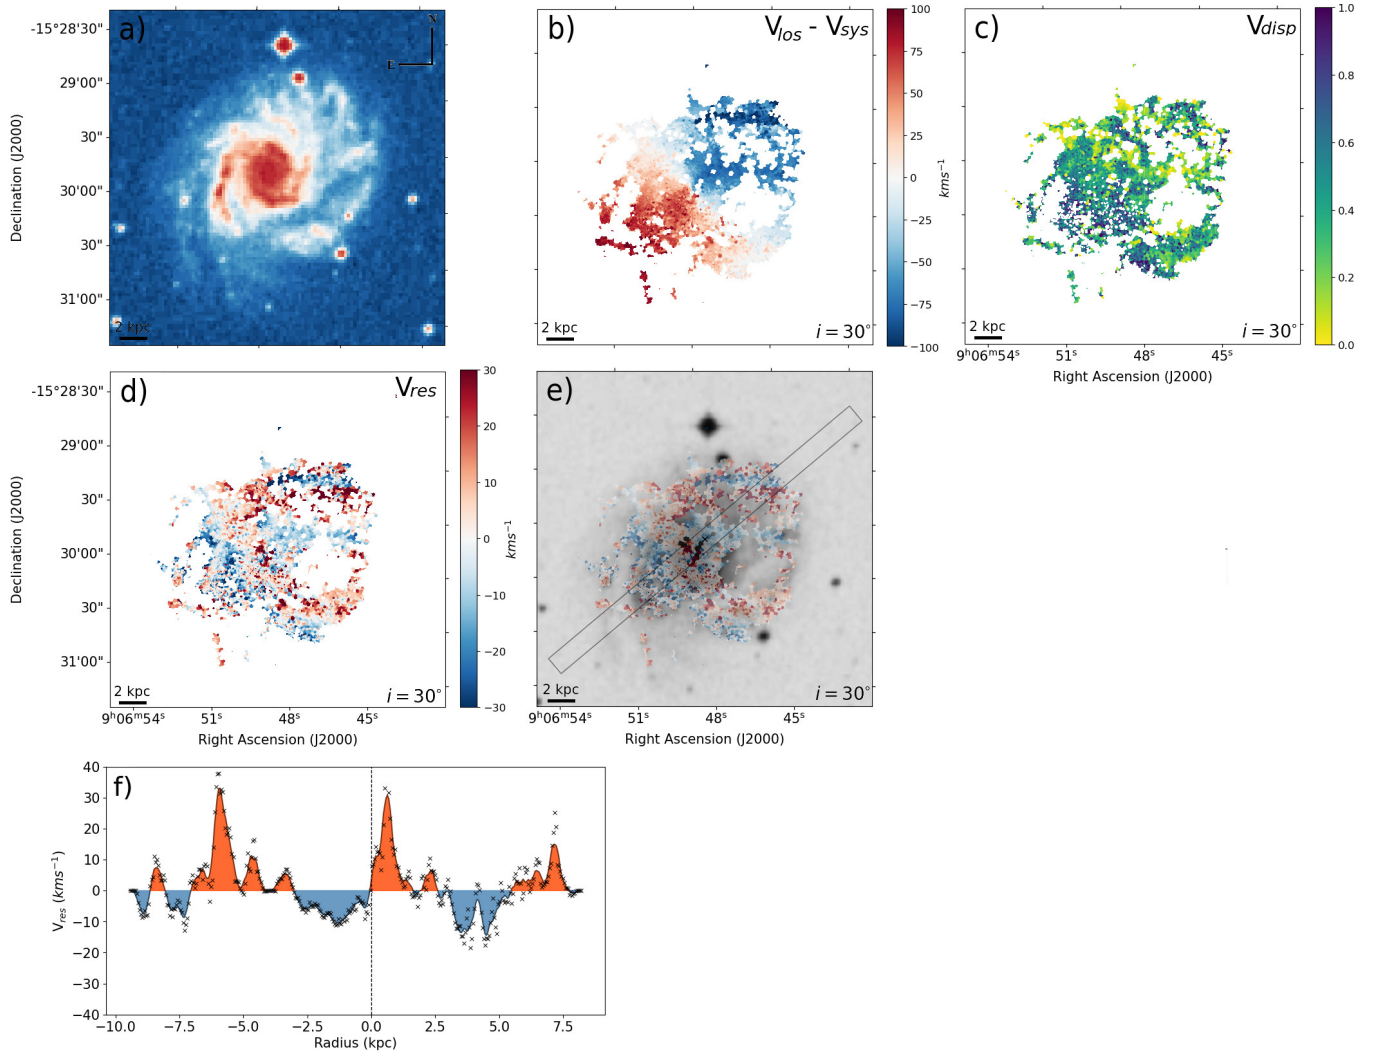 a)
N
E
-15°28'30"
29'00"
30"
30'00"
30"
31'00"
Declination (J2000)
2 kpc
b)
V_los - V_sys
2 kpc
i = 30°
100
75
50
25
0
−25
−50
−75
−100
kms⁻¹
c)
V_disp
2 kpc
i = 30°
1.0
0.8
0.6
0.4
0.2
0.0
9ʰ06ᵐ54ˢ 51ˢ 48ˢ 45ˢ
Right Ascension (J2000)
d)
V_res
-15°28'30"
29'00"
30"
30'00"
30"
31'00"
Declination (J2000)
2 kpc
i = 30°
9ʰ06ᵐ54ˢ 51ˢ 48ˢ 45ˢ
Right Ascension (J2000)
30
20
10
0
−10
−20
−30
kms⁻¹
e)
2 kpc
i = 30°
9ʰ06ᵐ54ˢ 51ˢ 48ˢ 45ˢ
Right Ascension (J2000)
f)
40
30
20
10
0
−10
−20
−30
−40
V_res (kms⁻¹)
−10.0 −7.5 −5.0 −2.5 0.0 2.5 5.0 7.5
Radius (kpc)